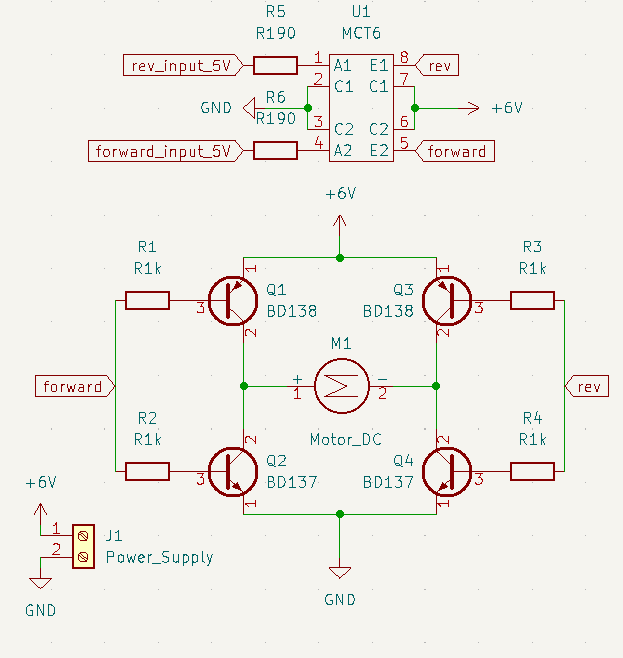 R5
R190
U1
MCT6
rev_input_5V
1
A1
E1
8
rev
2
C1
C1
7
GND
R6
R190
+6V
3
C2
C2
6
forward_input_5V
4
A2
E2
5
forward
+6V
R1
R1k
R3
R1k
1
1
3
Q1
BD138
Q3
BD138
3
2
2
M1
forward
+
1
-
2
rev
Motor_DC
R2
R1k
R4
R1k
2
2
3
Q2
BD137
Q4
BD137
3
1
1
+6V
1
2
J1
Power_Supply
GND
GND